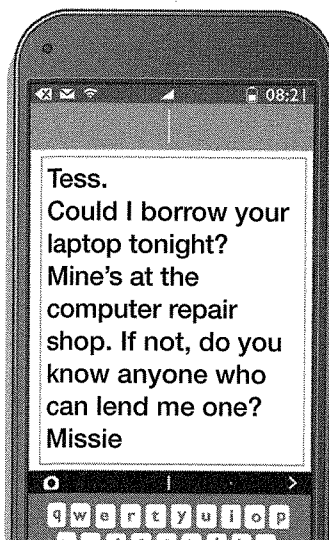 08:21
Tess.
Could I borrow your
laptop tonight?
Mine's at the
computer repair
shop. If not, do you
know anyone who
can lend me one?
Missie
q w e r t y u i o p